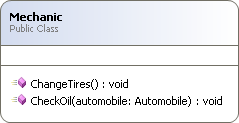 Mechanic
Public Class
ChangeTires() : void
CheckOil(automobile: Automobile) : void